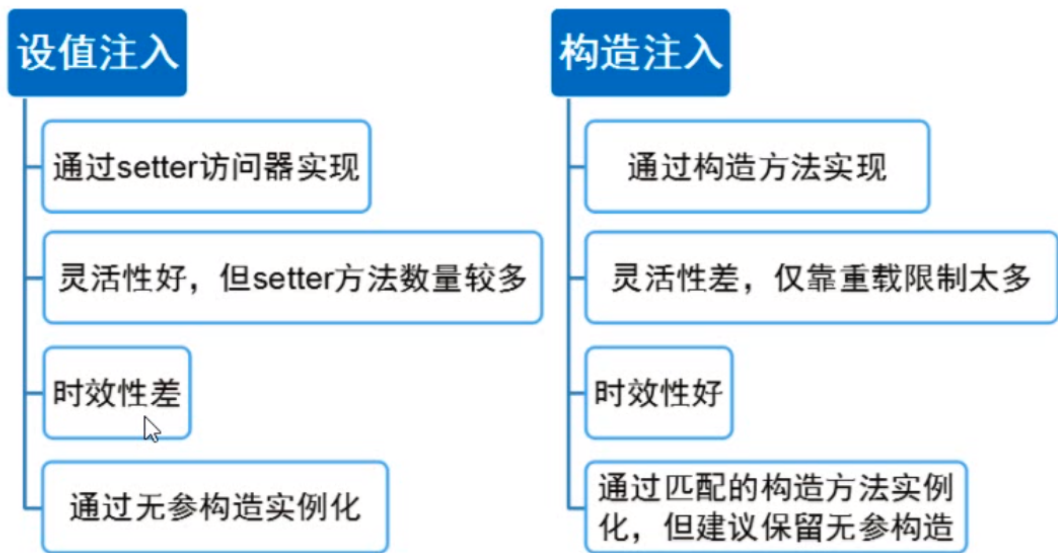 设值注入
通过setter访问器实现
灵活性好，但setter方法数量较多
时效性差
通过无参构造实例化
构造注入
通过构造方法实现
灵活性差，仅靠重载限制太多
时效性好
通过匹配的构造方法实例
化，但建议保留无参构造